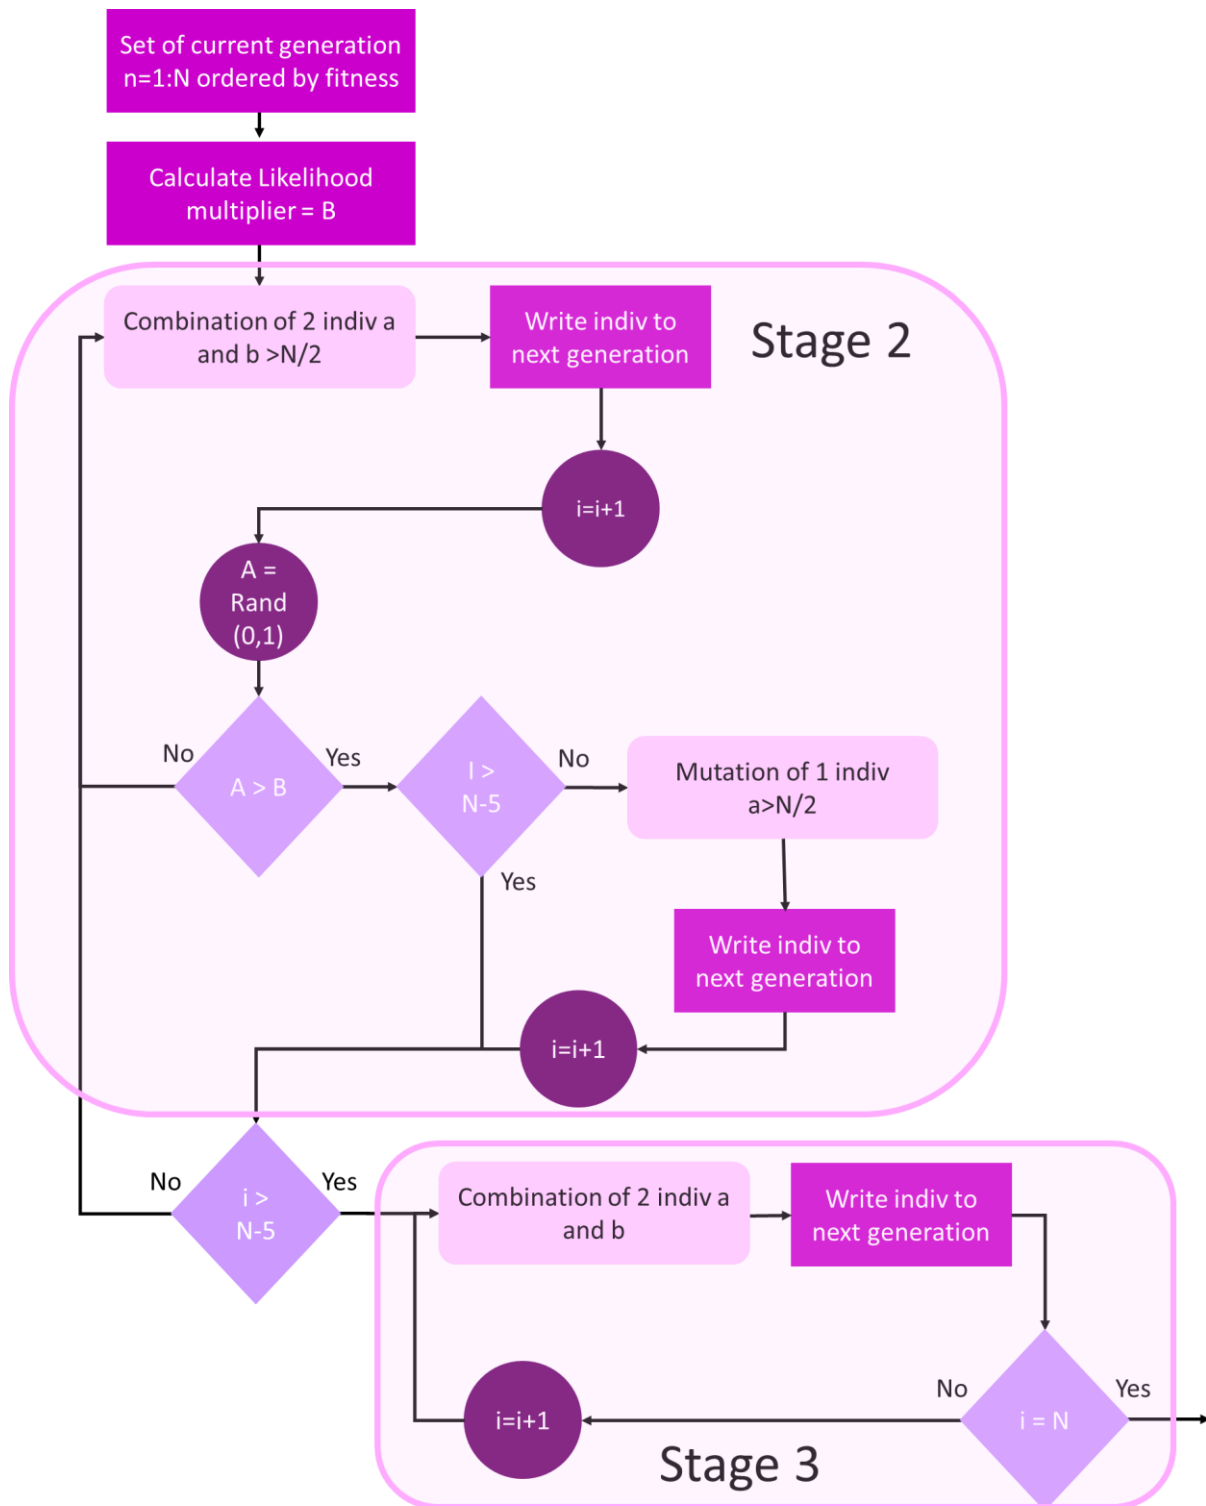 Set of current generation
n=1:N ordered by fitness
Calculate Likelihood
multiplier = B
Combination of 2 indiv a
and b >N/2
Write indiv to
next generation
Stage 2
i=i+1
A =
Rand
(0,1)
No
A > B
Yes
I >
N-5
No
Yes
Mutation of 1 indiv
a>N/2
Write indiv to
next generation
i=i+1
No
i >
N-5
Yes
Combination of 2 indiv a
and b
Write indiv to
next generation
No
i = N
Yes
i=i+1
Stage 3